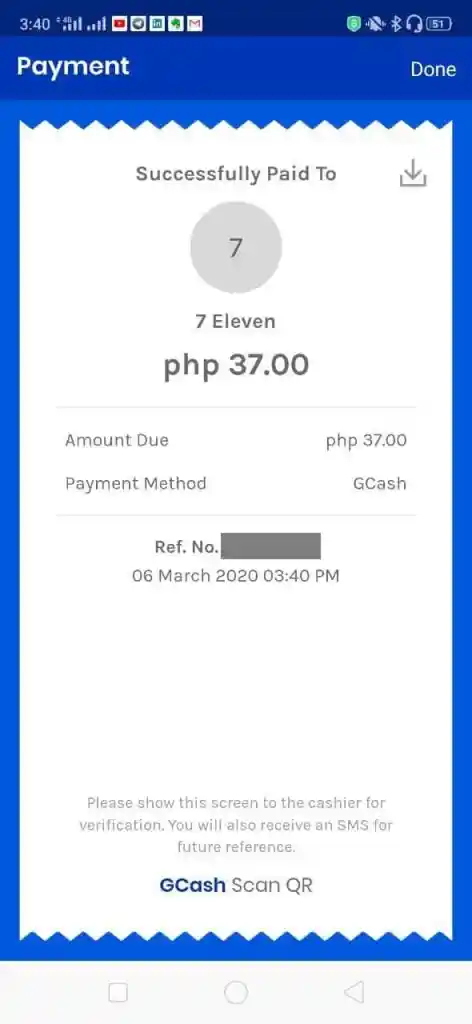 3:40
51
Payment
Done
Successfully Paid To
7
7 Eleven
php 37.00
Amount Due php 37.00
Payment Method GCash
Ref. No.
06 March 2020 03:40 PM
Please show this screen to the cashier for
verification. You will also receive an SMS for
future reference.
GCash Scan QR